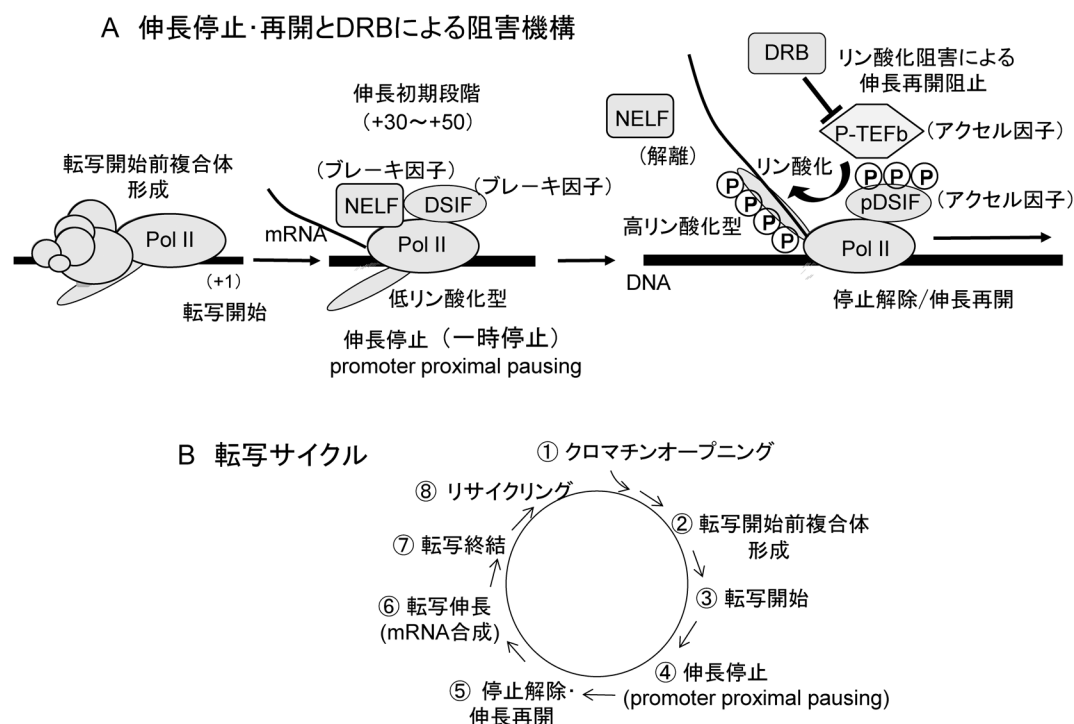 A 伸長停止・再開とDRBによる阻害機構
転写開始前複合体
形成
Pol II
(+1)
転写開始
伸長初期段階
(+30～+50)
(ブレーキ因子)
(ブレーキ因子)
NELF
DSIF
mRNA
Pol II
低リン酸化型
伸長停止（一時停止）
promoter proximal pausing
DRB
リン酸化阻害による
伸長再開阻止
NELF
(解離)
P-TEFb
(アクセル因子)
リン酸化
P P P
pDSIF
(アクセル因子)
P
P
P
P
高リン酸化型
Pol II
DNA
停止解除/伸長再開
B 転写サイクル
① クロマチンオープニング
② 転写開始前複合体
形成
③ 転写開始
④ 伸長停止
(promoter proximal pausing)
⑤ 停止解除・
伸長再開
⑥ 転写伸長
(mRNA合成)
⑦ 転写終結
⑧ リサイクリング